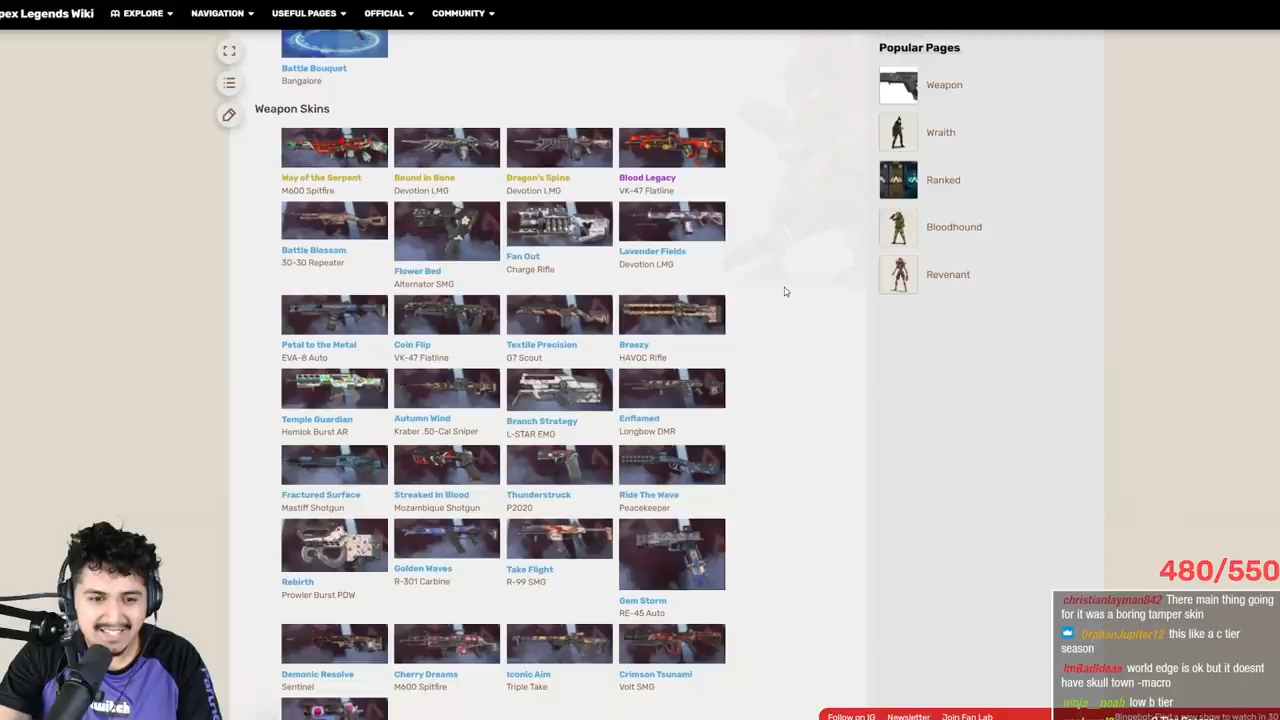 pex Legends Wiki
EXPLORE
NAVIGATION
USEFUL PAGES
OFFICIAL
COMMUNITY
Battle Bouquet
Bangalore
Weapon Skins
Way of the Serpent
M600 Spitfire
Bound in Bone
Devotion LMG
Dragon's Spine
Devotion LMG
Blood Legacy
VK-47 Flatline
Battle Blossom
30-30 Repeater
Flower Bed
Alternator SMG
Fan Out
Charge Rifle
Lavender Fields
Devotion LMG
Petal to the Metal
EVA-8 Auto
Coin Flip
VK-47 Flatline
Textile Precision
G7 Scout
Breezy
HAVOC Rifle
Temple Guardian
Hemlok Burst AR
Autumn Wind
Kraber .50-Cal Sniper
Branch Strategy
L-STAR EMG
Enflamed
Longbow DMR
Fractured Surface
Mastiff Shotgun
Streaked In Blood
Mozambique Shotgun
Thunderstruck
P2020
Ride The Wave
Peacekeeper
Rebirth
Prowler Burst PDW
Golden Waves
R-301 Carbine
Take Flight
R-99 SMG
Gem Storm
RE-45 Auto
Demonic Resolve
Sentinel
Cherry Dreams
M600 Spitfire
Iconic Aim
Triple Take
Crimson Tsunami
Volt SMG
Popular Pages
Weapon
Wraith
Ranked
Bloodhound
Revenant
480/550
christianlayman842 There main thing going
for it was a boring tamper skin
OrphanJupiter12 this like a c tier
season
ImBadIdeas world edge is ok but it doesnt
have skull town -macro
ninja__noah low b tier
Follow on IG
Newsletter
Join Fan Lab
twitch